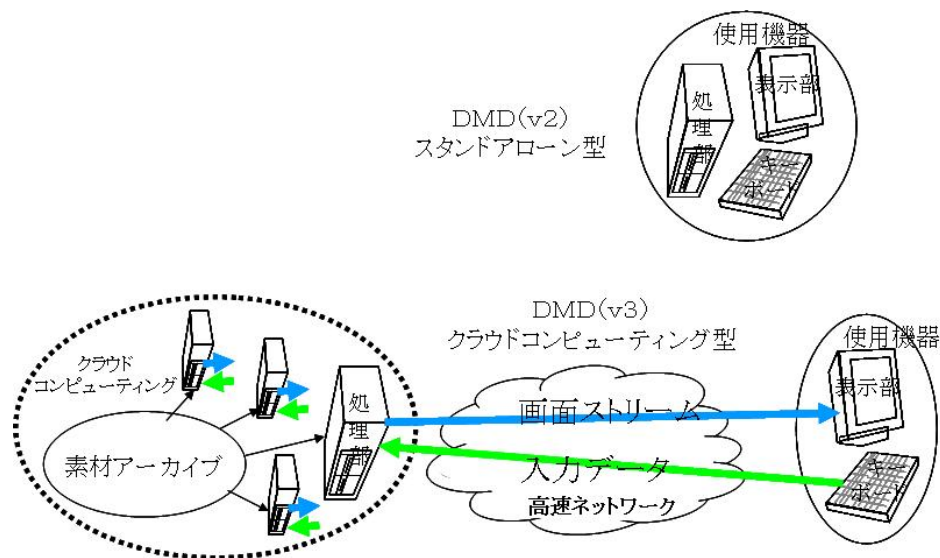 使用機器
表示部
処
理
部
キー
ボード
DMD(v2)
スタンドアローン型
DMD(v3)
クラウドコンピューティング型
クラウド
コンピューティング
素材アーカイブ
処
理
部
画面ストリーム
入力データ
高速ネットワーク
使用機器
表示部
キー
ボード